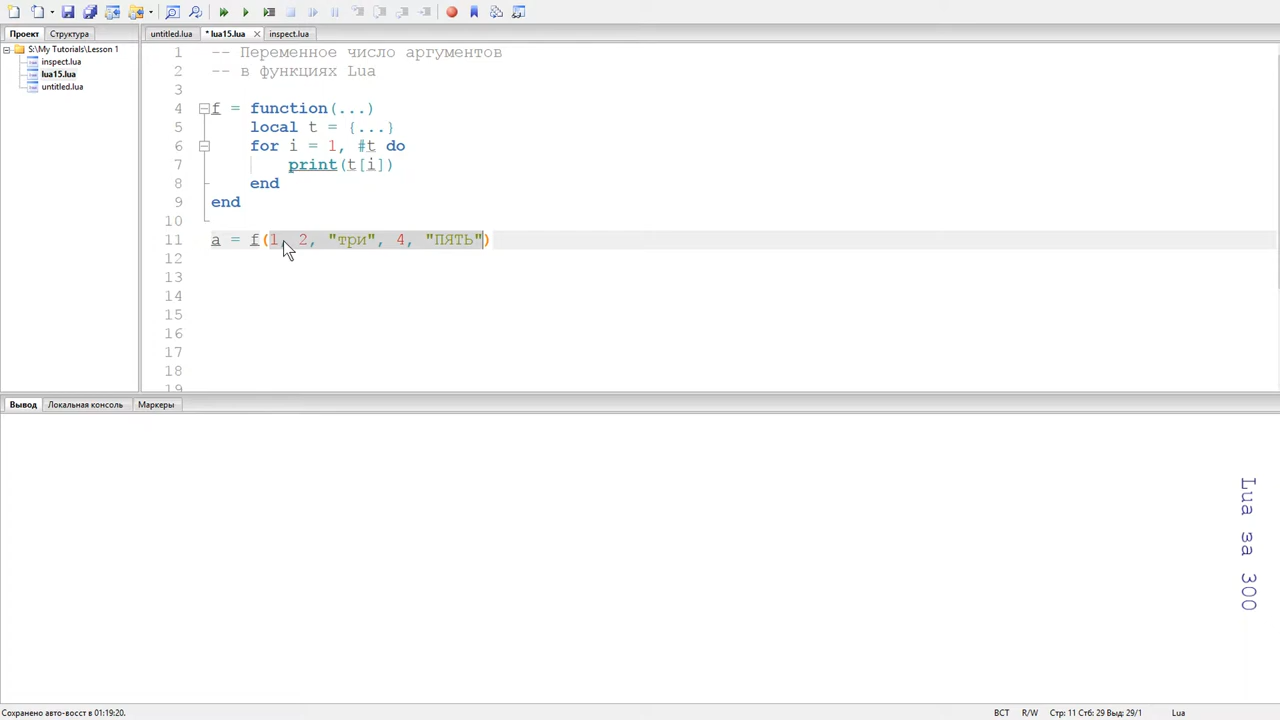 Проект
Структура
untitled.lua
* lua15.lua
inspect.lua
S:\My Tutorials\Lesson 1
inspect.lua
lua15.lua
untitled.lua
1 -- Переменное число аргументов
2 -- в функциях Lua
3
4 f = function(...)
5 local t = {...}
6 for i = 1, #t do
7 print(t[i])
8 end
9 end
10
11 a = f(1, 2, "три", 4, "ПЯТЬ")
12
13
14
15
16
17
18
19
Вывод
Локальная консоль
Маркеры
Lua за 300
Сохранено авто-восст в 01:19:20.
ВСТ
R/W
Стр: 11 Стб: 29 Выд: 29/1
Lua